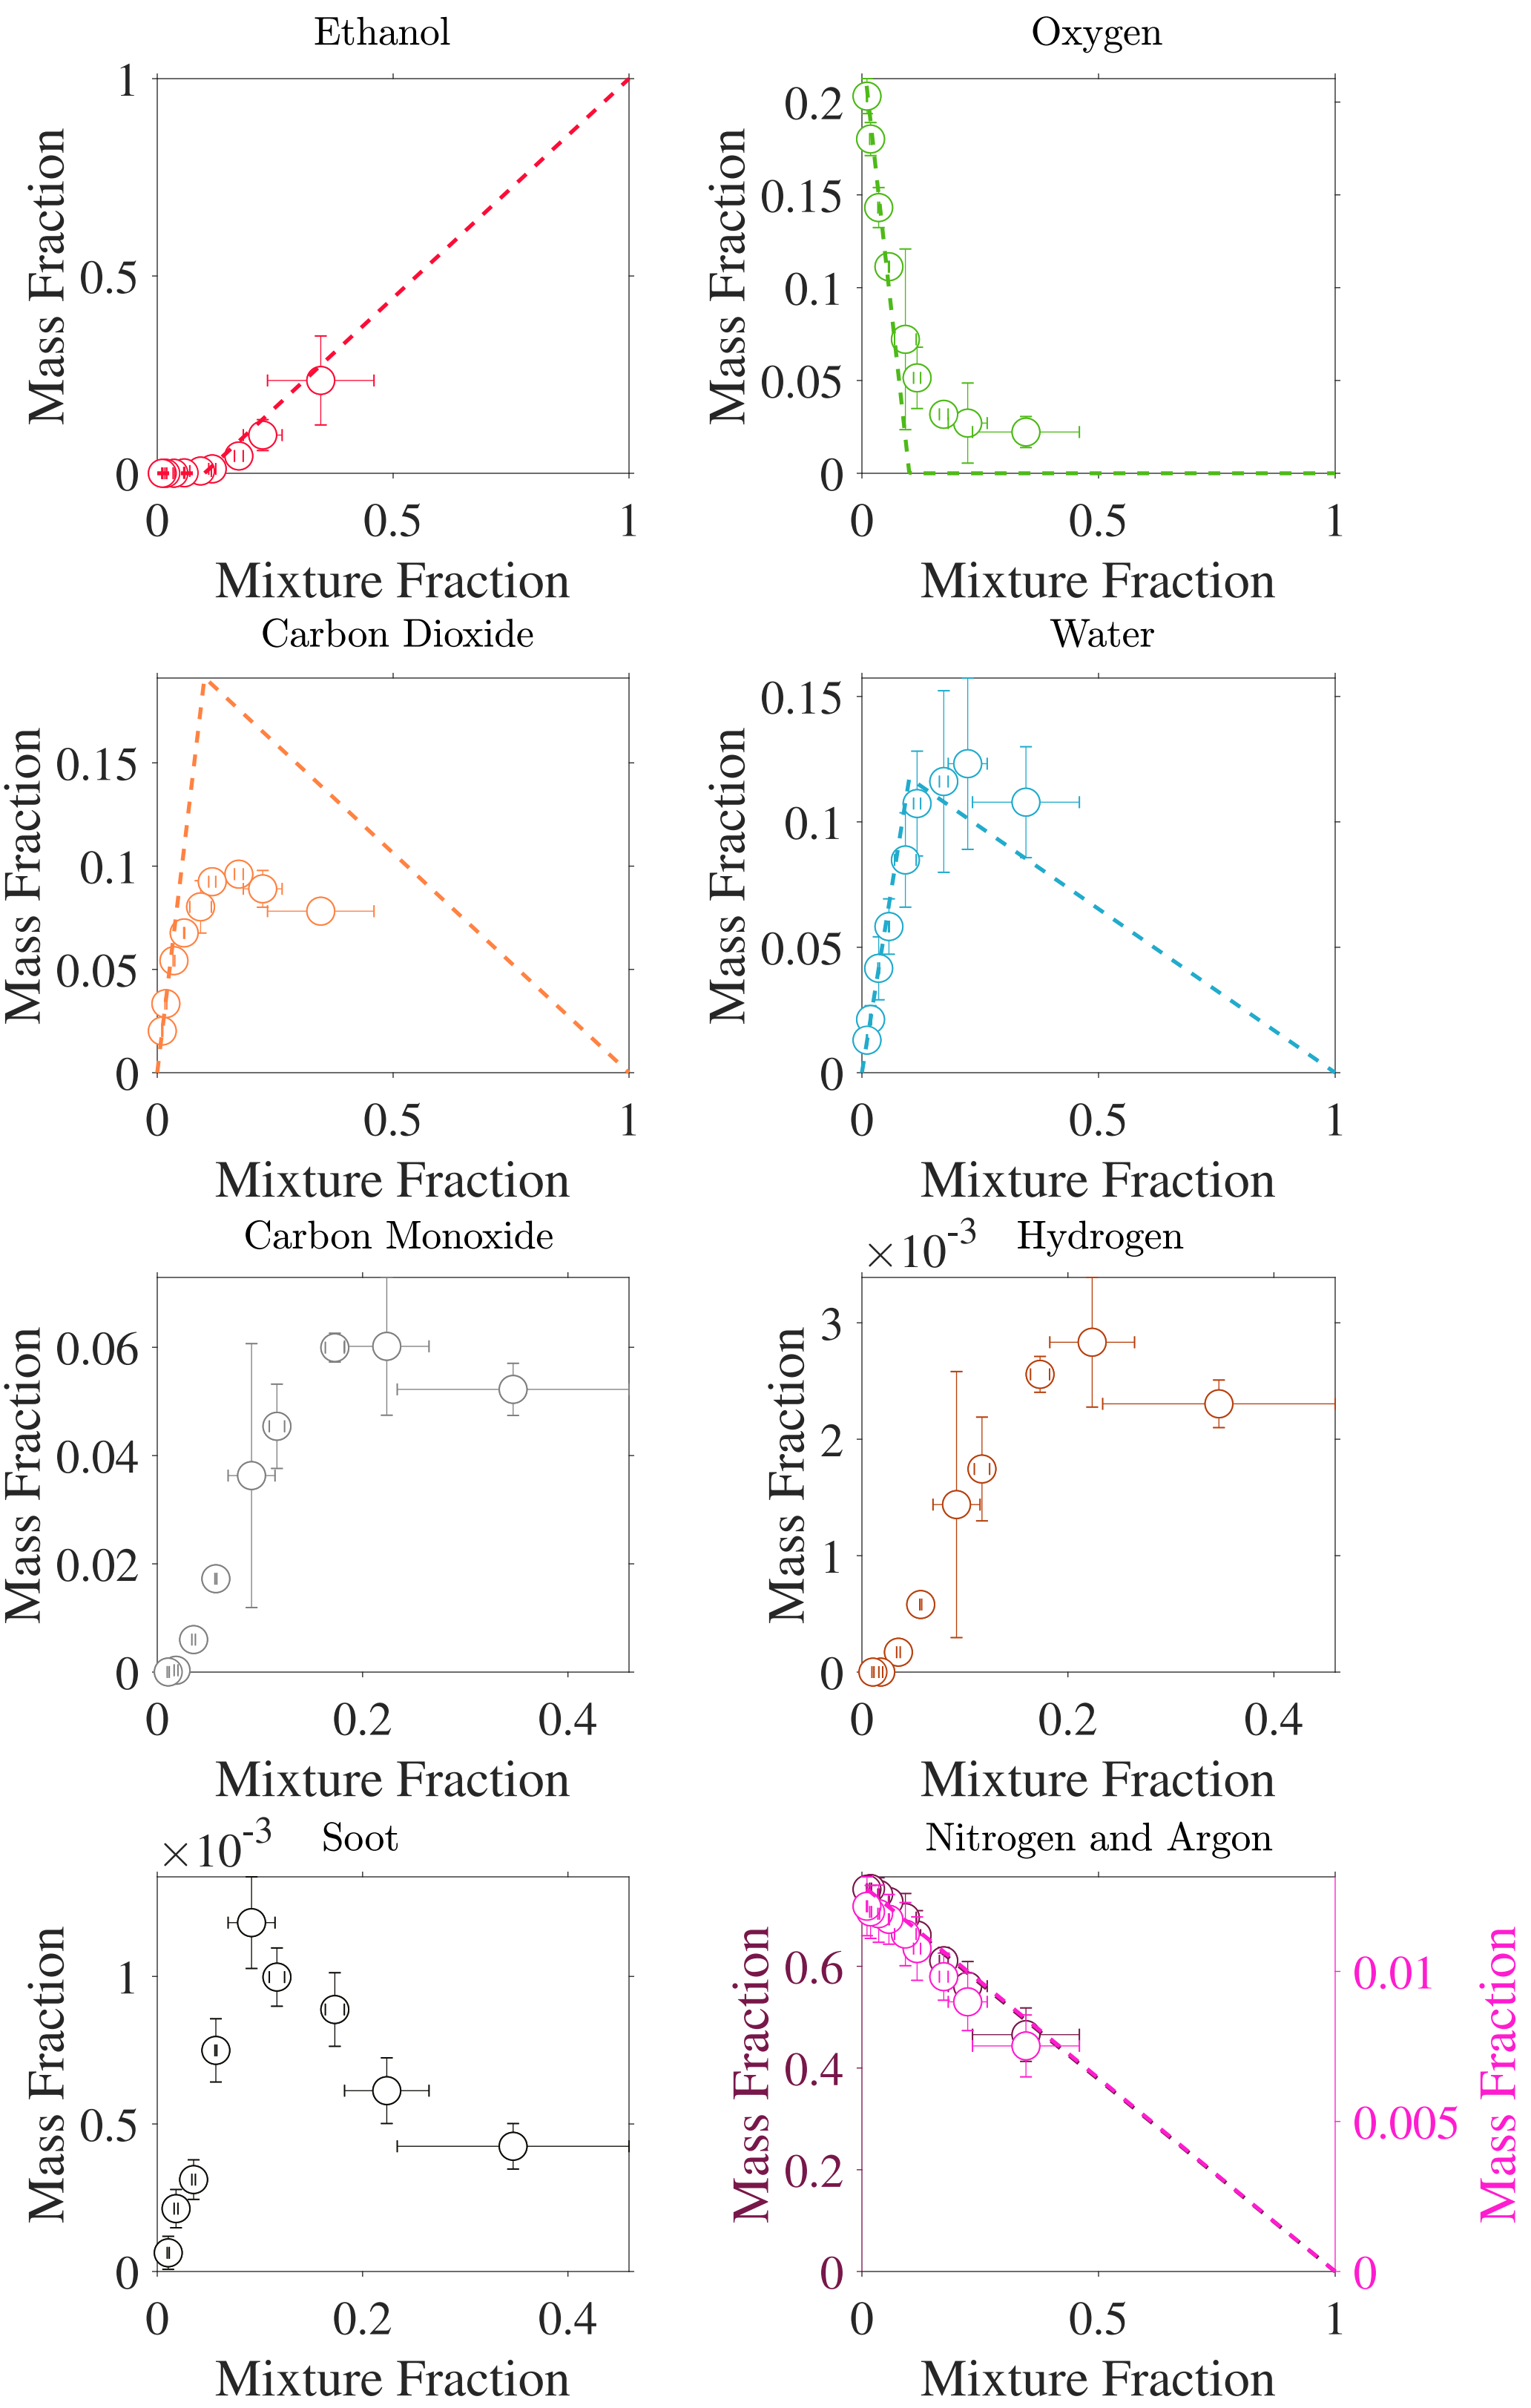 Ethanol
Mass Fraction
1
0.5
0
0
0.5
1
Mixture Fraction
Oxygen
Mass Fraction
0.2
0.15
0.1
0.05
0
0
0.5
1
Mixture Fraction
Carbon Dioxide
Mass Fraction
0.15
0.1
0.05
0
0
0.5
1
Mixture Fraction
Water
Mass Fraction
0.15
0.1
0.05
0
0
0.5
1
Mixture Fraction
Carbon Monoxide
Mass Fraction
0.06
0.04
0.02
0
0
0.2
0.4
Mixture Fraction
×10-3
Hydrogen
Mass Fraction
3
2
1
0
0
0.2
0.4
Mixture Fraction
×10-3
Soot
Mass Fraction
1
0.5
0
0
0.2
0.4
Mixture Fraction
Nitrogen and Argon
Mass Fraction
0.6
0.4
0.2
0
0
0.5
1
Mixture Fraction
0.01
0.005
0
Mass Fraction